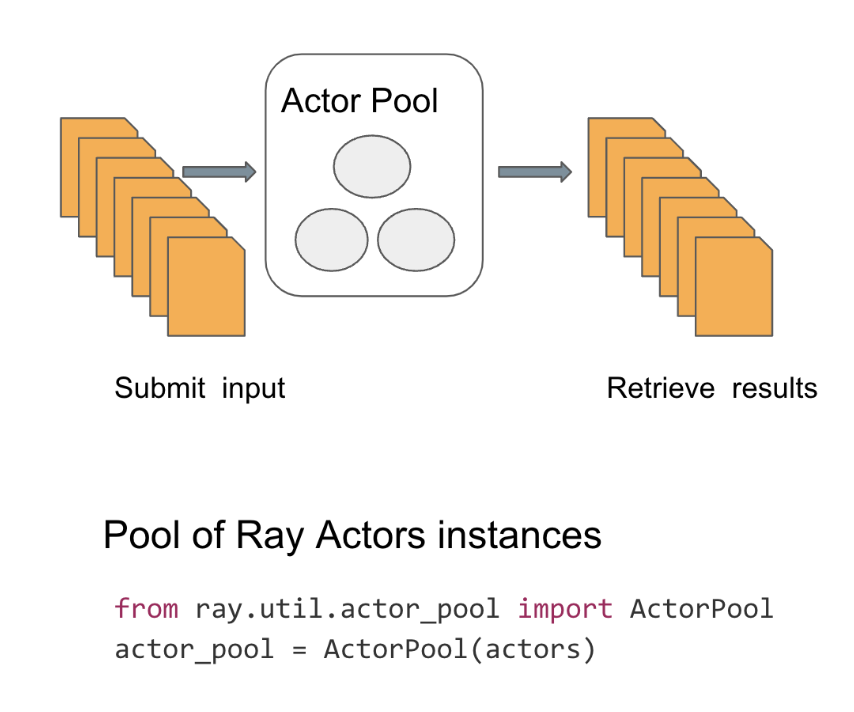 Actor Pool
Submit input
Retrieve results
Pool of Ray Actors instances
from ray.util.actor_pool import ActorPool
actor_pool = ActorPool(actors)